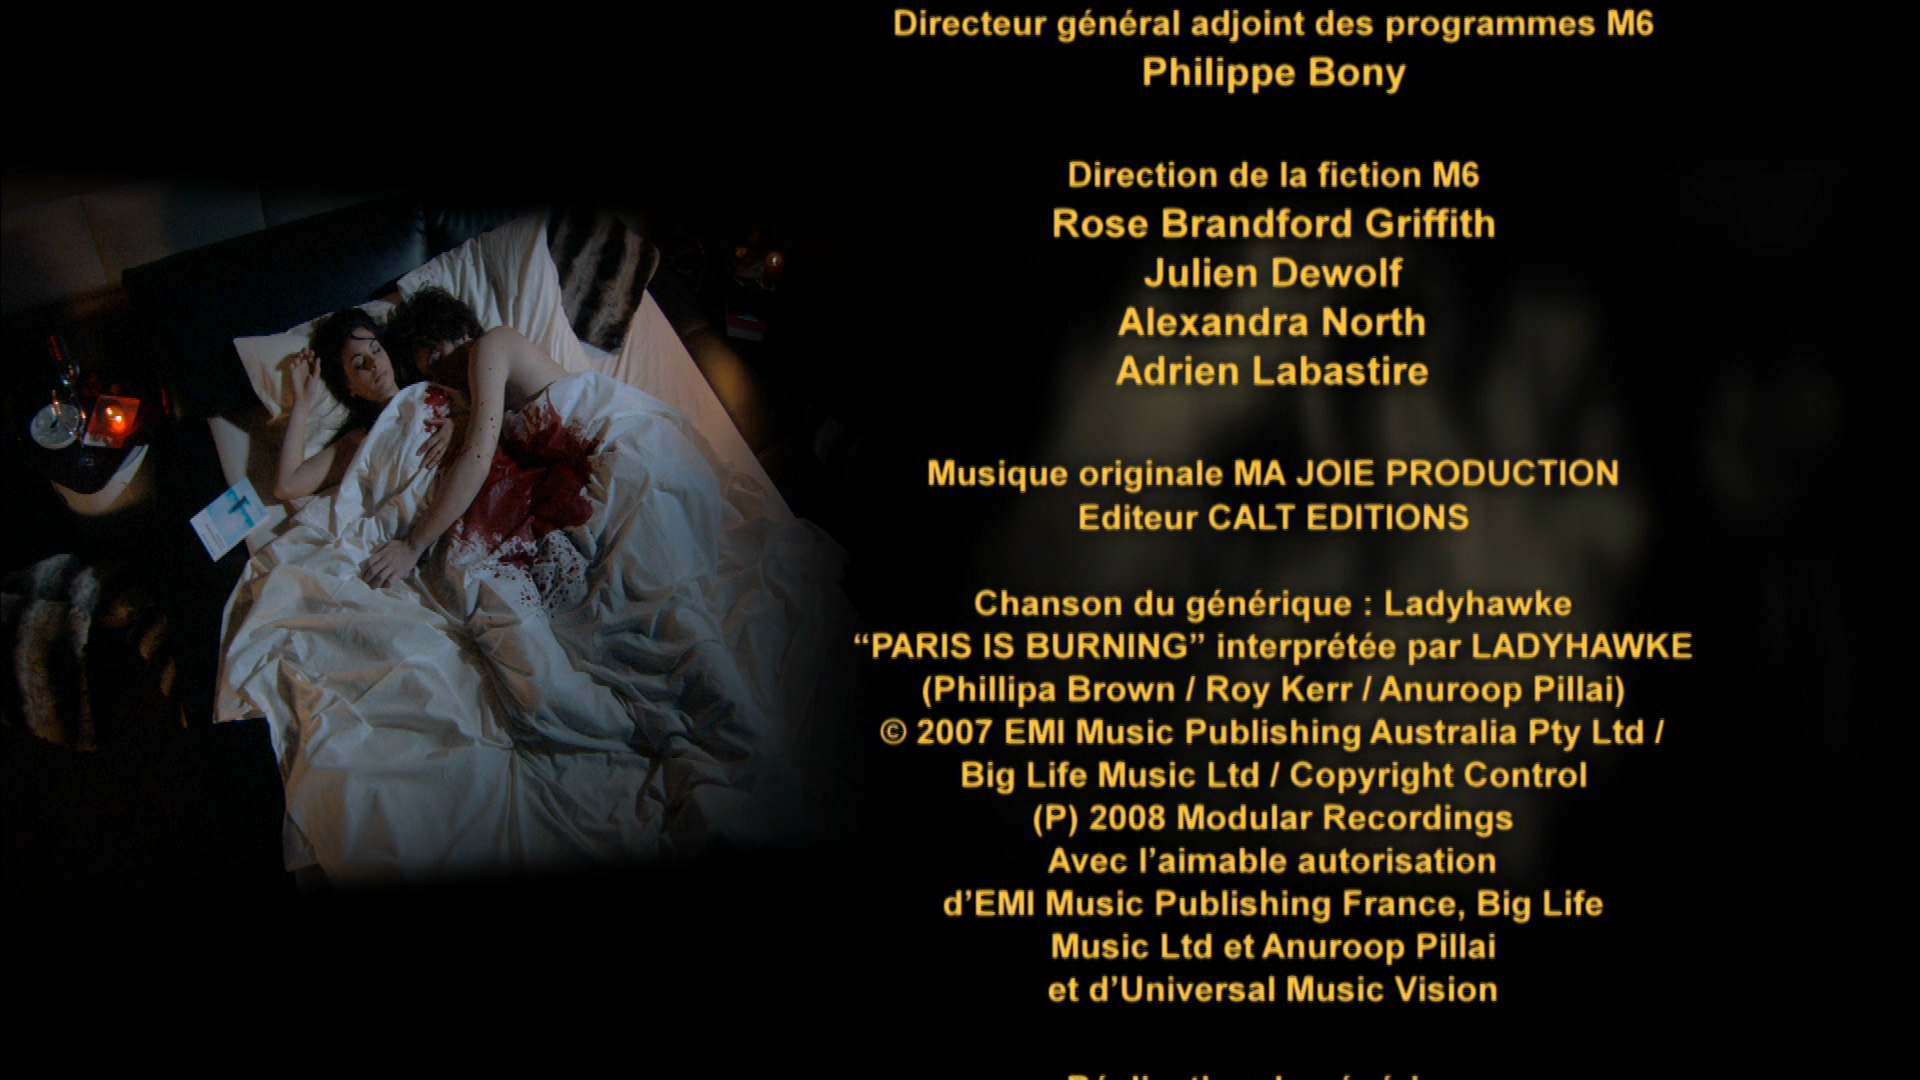 Directeur général adjoint des programmes M6
Philippe Bony
Direction de la fiction M6
Rose Brandford Griffith
Julien Dewolf
Alexandra North
Adrien Labastire
Musique originale MA JOIE PRODUCTION
Editeur CALT EDITIONS
Chanson du générique : Ladyhawke
“PARIS IS BURNING” interprétée par LADYHAWKE
(Phillipa Brown / Roy Kerr / Anuroop Pillai)
© 2007 EMI Music Publishing Australia Pty Ltd /
Big Life Music Ltd / Copyright Control
(P) 2008 Modular Recordings
Avec l’aimable autorisation
d’EMI Music Publishing France, Big Life
Music Ltd et Anuroop Pillai
et d’Universal Music Vision